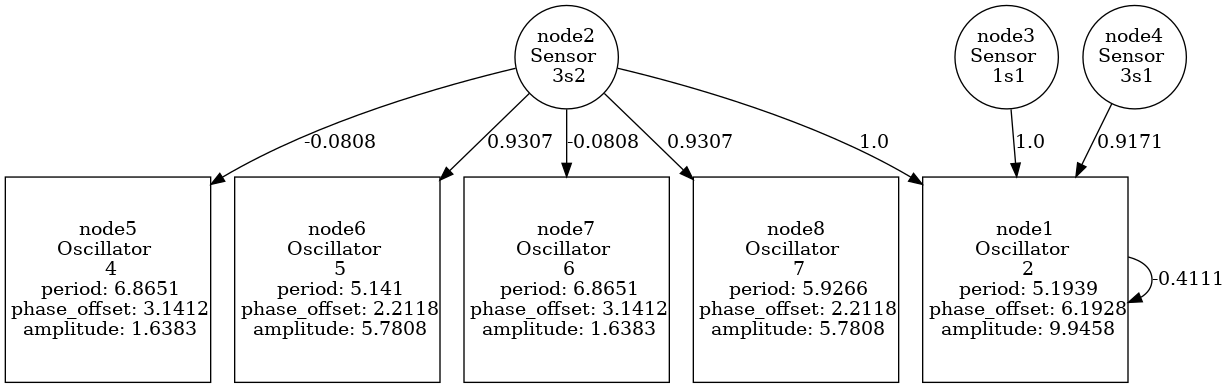 node2
Sensor
3s2
node3
Sensor
1s1
node4
Sensor
3s1
-0.0808
0.9307
-0.0808
0.9307
1.0
1.0
0.9171
node5
Oscillator
4
period: 6.8651
phase_offset: 3.1412
amplitude: 1.6383
node6
Oscillator
5
period: 5.141
phase_offset: 2.2118
amplitude: 5.7808
node7
Oscillator
6
period: 6.8651
phase_offset: 3.1412
amplitude: 1.6383
node8
Oscillator
7
period: 5.9266
phase_offset: 2.2118
amplitude: 5.7808
node1
Oscillator
2
period: 5.1939
phase_offset: 6.1928
amplitude: 9.9458
-0.4111